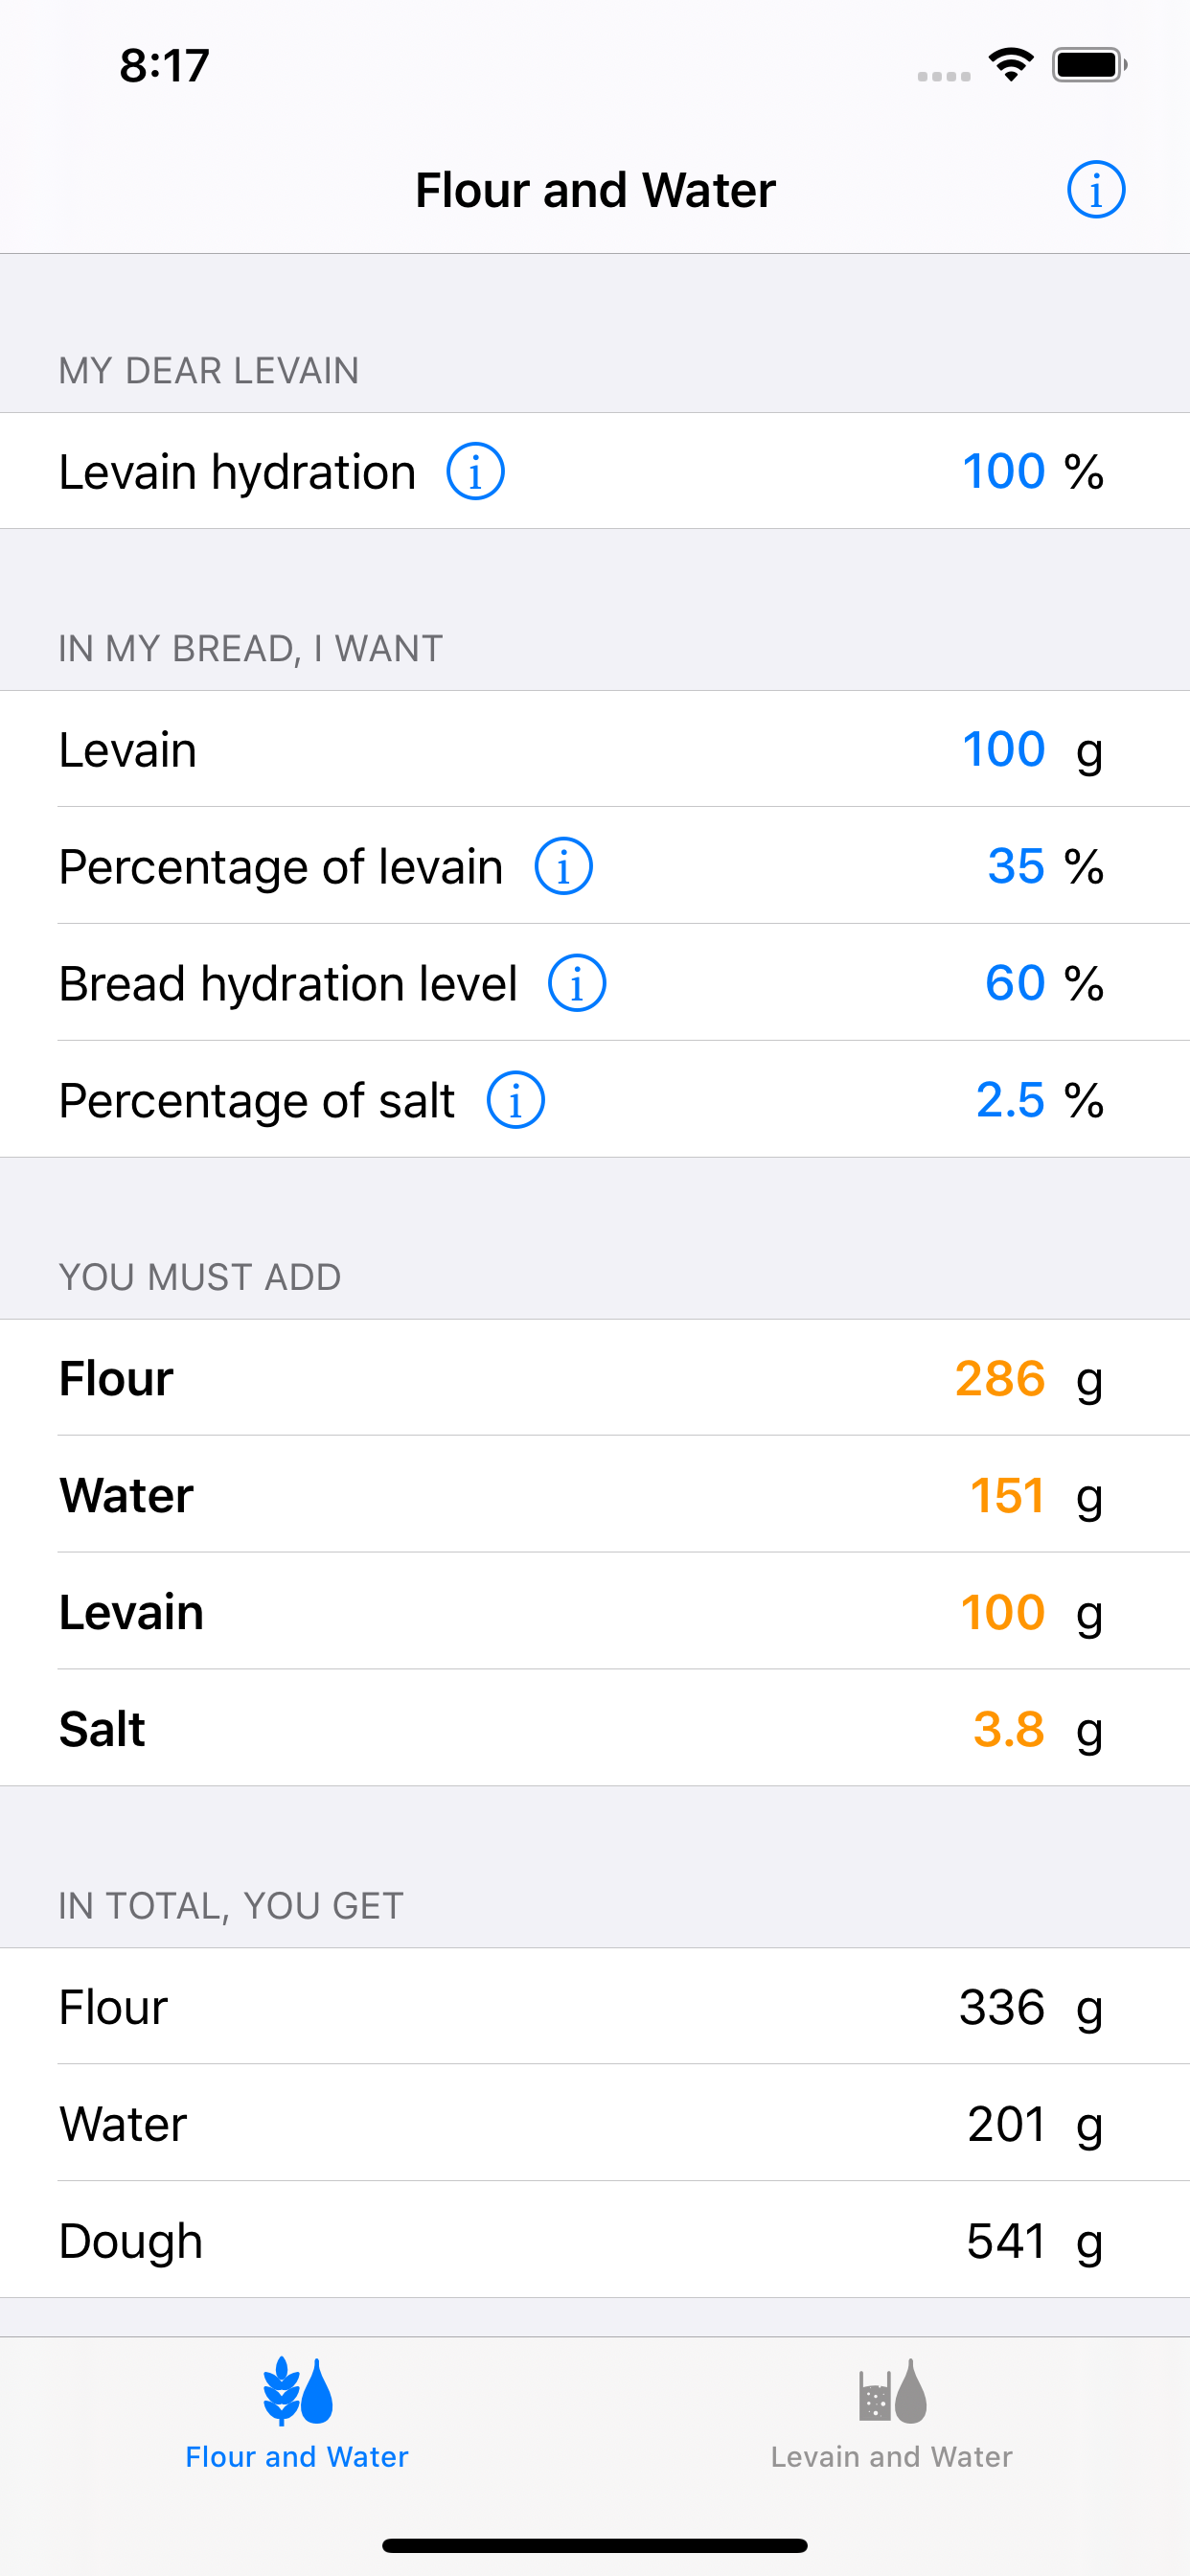 8:17
Flour and Water
MY DEAR LEVAIN
Levain hydration 100 %
IN MY BREAD, I WANT
Levain 100 g
Percentage of levain 35 %
Bread hydration level 60 %
Percentage of salt 2.5 %
YOU MUST ADD
Flour 286 g
Water 151 g
Levain 100 g
Salt 3.8 g
IN TOTAL, YOU GET
Flour 336 g
Water 201 g
Dough 541 g
Flour and Water Levain and Water